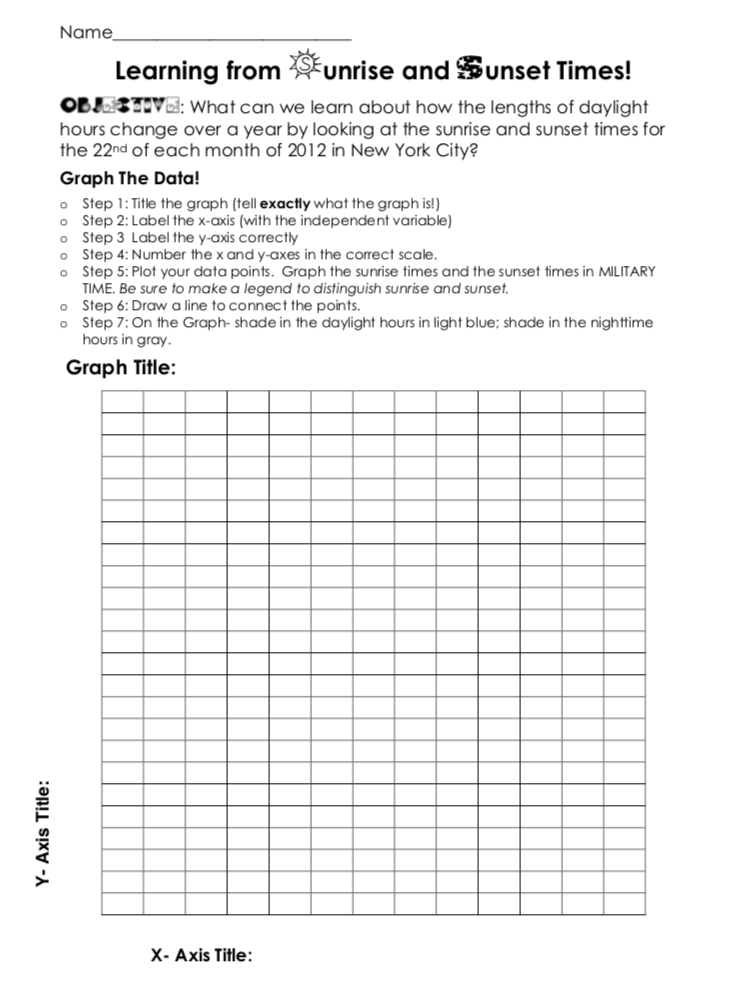 Name___________________________
Learning from Sunrise and Sunset Times!
OBJECTIVE: What can we learn about how the lengths of daylight
hours change over a year by looking at the sunrise and sunset times for
the 22nd of each month of 2012 in New York City?
Graph The Data!
o Step 1: Title the graph (tell exactly what the graph is!)
o Step 2: Label the x-axis (with the independent variable)
o Step 3 Label the y-axis correctly
o Step 4: Number the x and y-axes in the correct scale.
o Step 5: Plot your data points. Graph the sunrise times and the sunset times in MILITARY
TIME. Be sure to make a legend to distinguish sunrise and sunset.
o Step 6: Draw a line to connect the points.
o Step 7: On the Graph- shade in the daylight hours in light blue; shade in the nighttime
hours in gray.
Graph Title:
Y- Axis Title:
X- Axis Title: